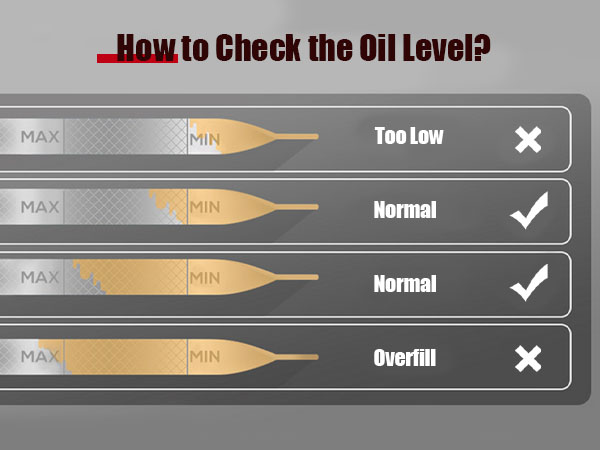 How to Check the Oil Level?
MAX MIN Too Low
MAX MIN Normal
MAX MIN Normal
MAX MIN Overfill